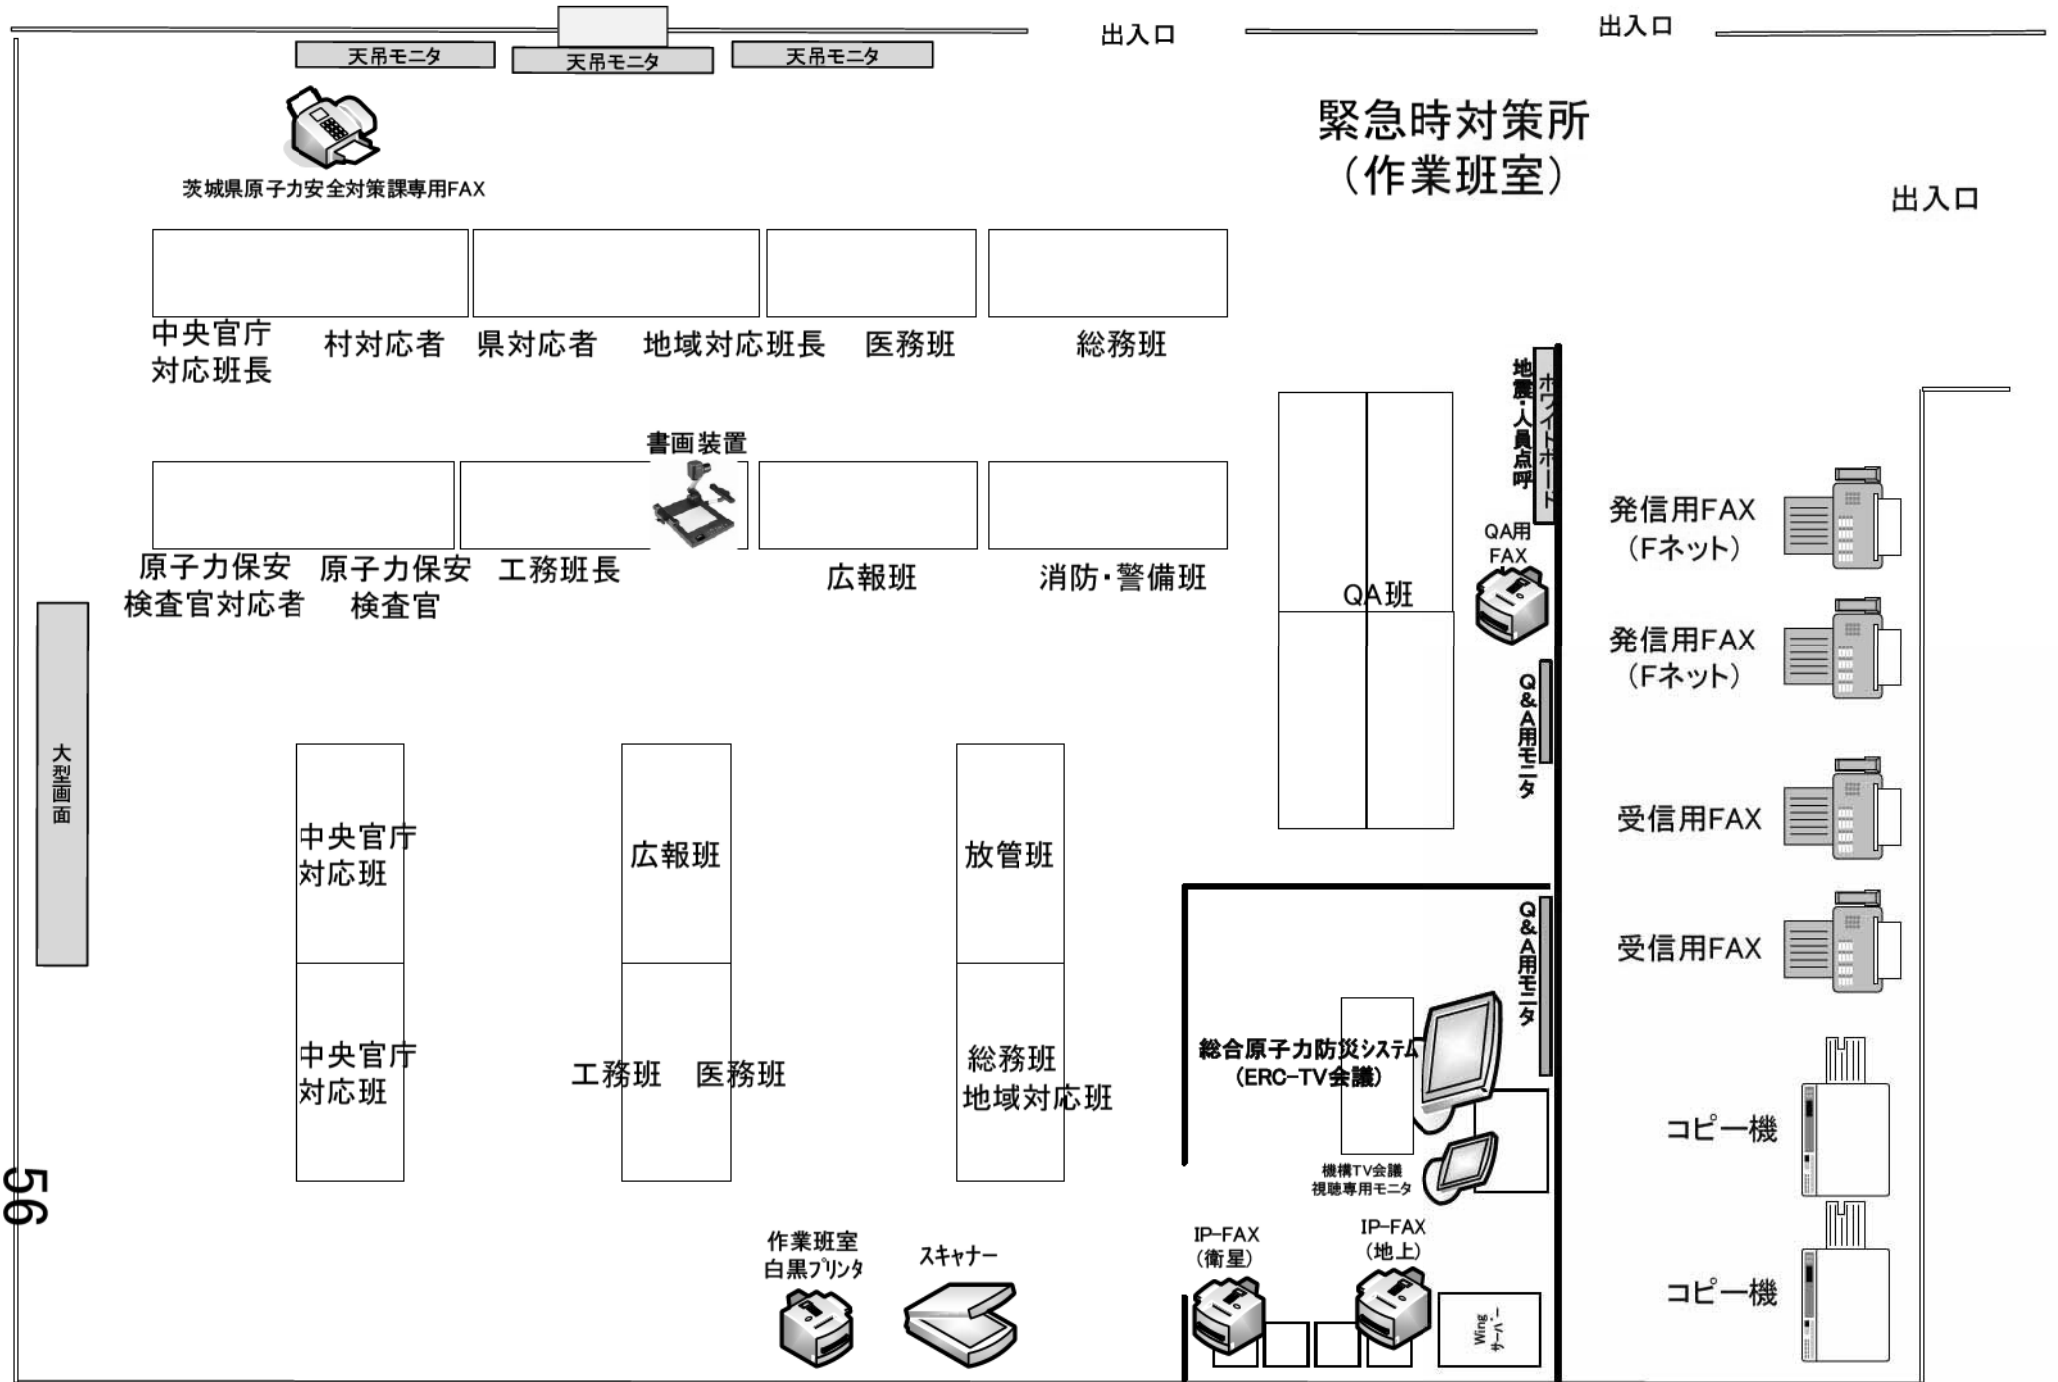 出入口
出入口
天吊モニタ
天吊モニタ
天吊モニタ
緊急時対策所
（作業班室）
出入口
茨城県原子力安全対策課専用FAX
中央官庁
対応班長
村対応者
県対応者
地域対応班長
医務班
総務班
地震・人員点呼
ホワイトボード
書画装置
原子力保安
検査官対応者
原子力保安
検査官
工務班長
広報班
消防・警備班
QA班
QA用
FAX
発信用FAX
（Fネット）
発信用FAX
（Fネット）
Q&A用モニタ
大型画面
中央官庁
対応班
広報班
放管班
受信用FAX
受信用FAX
Q&A用モニタ
中央官庁
対応班
工務班
医務班
総務班
地域対応班
総合原子力防災システム
（ERC-TV会議）
機構TV会議
視聴専用モニタ
コピー機
コピー機
作業班室
白黒プリンタ
スキャナー
IP-FAX
（衛星）
IP-FAX
（地上）
Wing
サーバー
56